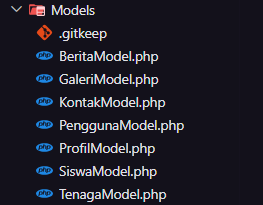 Models
.gitkeep
BeritaModel.php
GaleriModel.php
KontakModel.php
PenggunaModel.php
ProfilModel.php
SiswaModel.php
TenagaModel.php